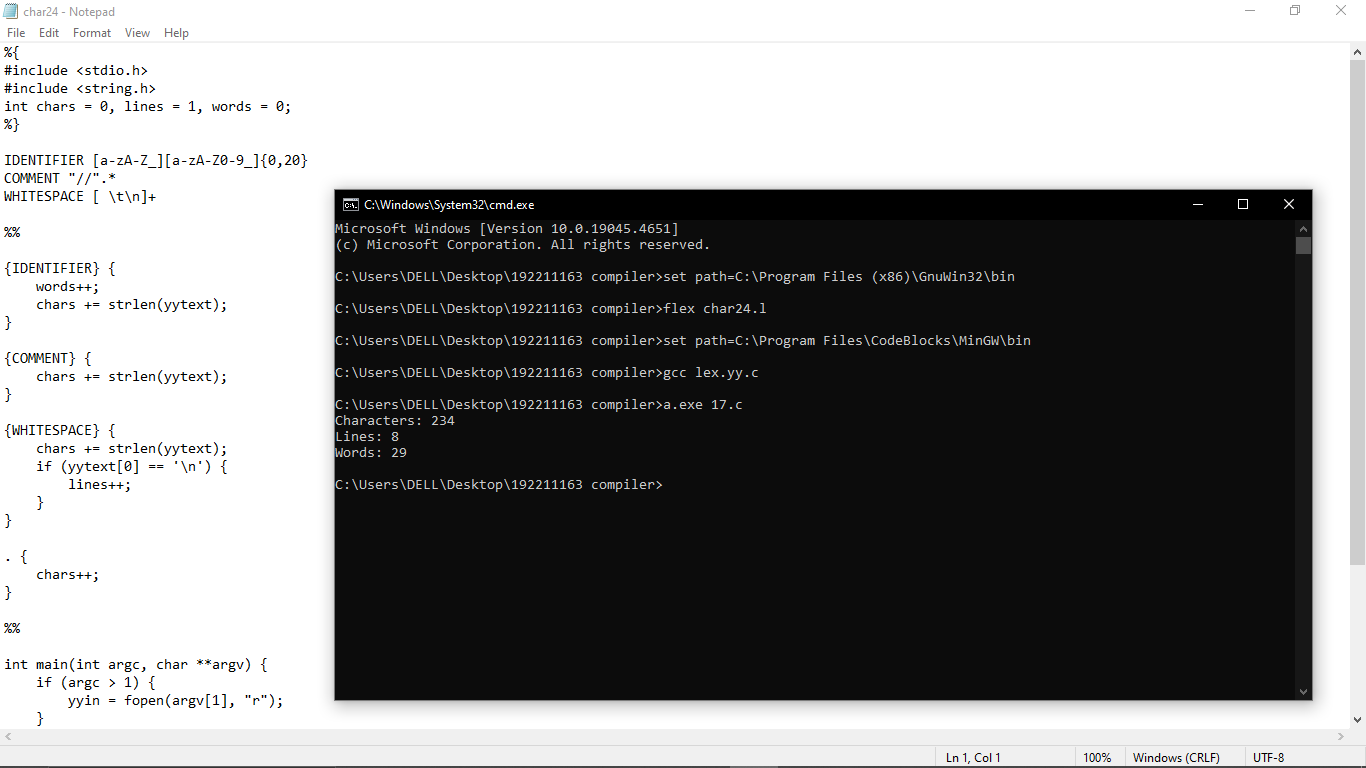 char24 - Notepad
File Edit Format View Help
%{
#include <stdio.h>
#include <string.h>
int chars = 0, lines = 1, words = 0;
%}
IDENTIFIER [a-zA-Z_][a-zA-Z0-9_]{0,20}
COMMENT "//".*
WHITESPACE [ \t\n]+
%%
{IDENTIFIER} {
    words++;
    chars += strlen(yytext);
}
{COMMENT} {
    chars += strlen(yytext);
}
{WHITESPACE} {
    chars += strlen(yytext);
    if (yytext[0] == '\n') {
        lines++;
    }
}
. {
    chars++;
}
%%
int main(int argc, char **argv) {
    if (argc > 1) {
        yyin = fopen(argv[1], "r");
    }
C:\Windows\System32\cmd.exe
Microsoft Windows [Version 10.0.19045.4651]
(c) Microsoft Corporation. All rights reserved.
C:\Users\DELL\Desktop\192211163 compiler>set path=C:\Program Files (x86)\GnuWin32\bin
C:\Users\DELL\Desktop\192211163 compiler>flex char24.l
C:\Users\DELL\Desktop\192211163 compiler>set path=C:\Program Files\CodeBlocks\MinGW\bin
C:\Users\DELL\Desktop\192211163 compiler>gcc lex.yy.c
C:\Users\DELL\Desktop\192211163 compiler>a.exe 17.c
Characters: 234
Lines: 8
Words: 29
C:\Users\DELL\Desktop\192211163 compiler>
Ln 1, Col 1 100% Windows (CRLF) UTF-8